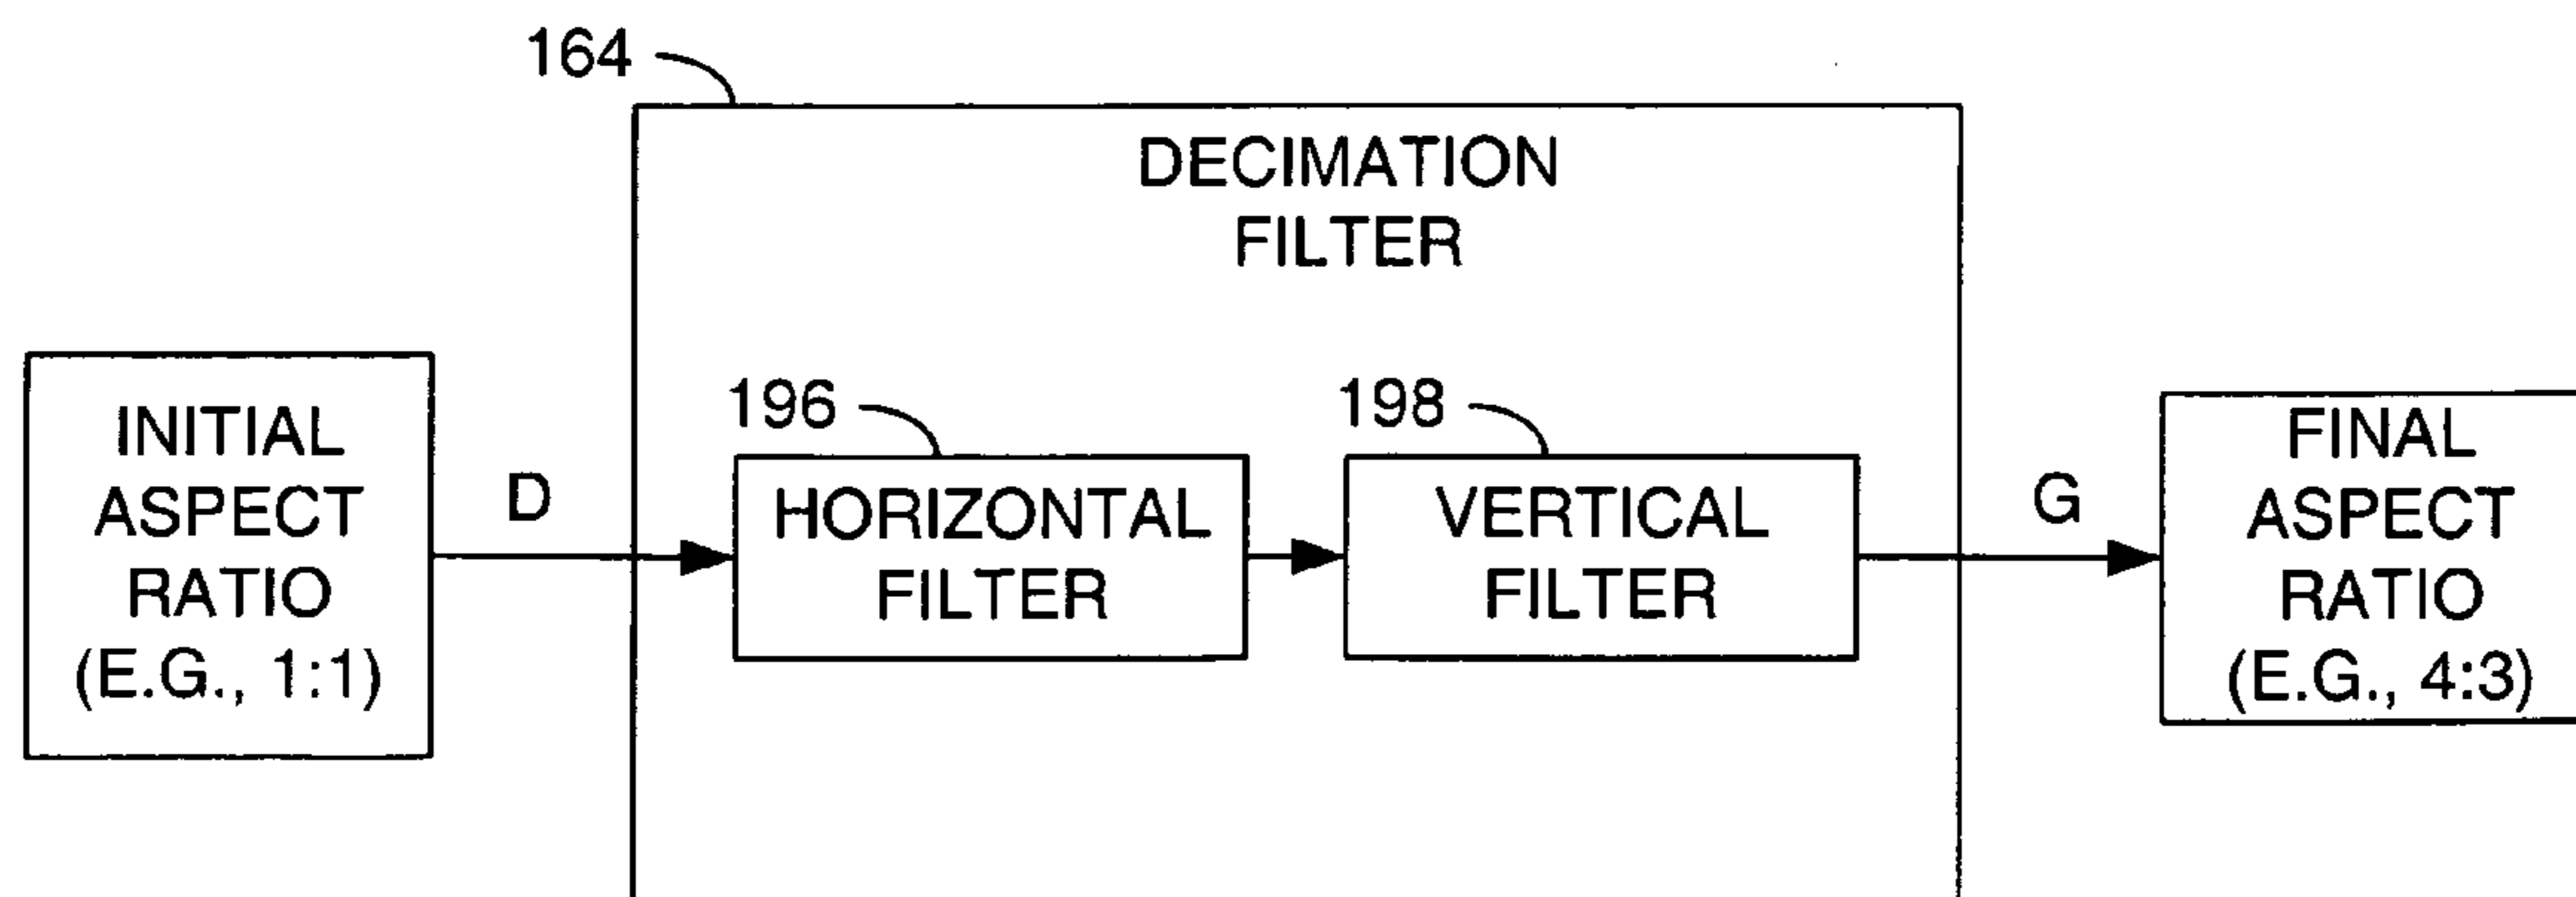 164
DECIMATION
FILTER
INITIAL
ASPECT
RATIO
(E.G., 1:1)
D
196
HORIZONTAL
FILTER
198
VERTICAL
FILTER
G
FINAL
ASPECT
RATIO
(E.G., 4:3)